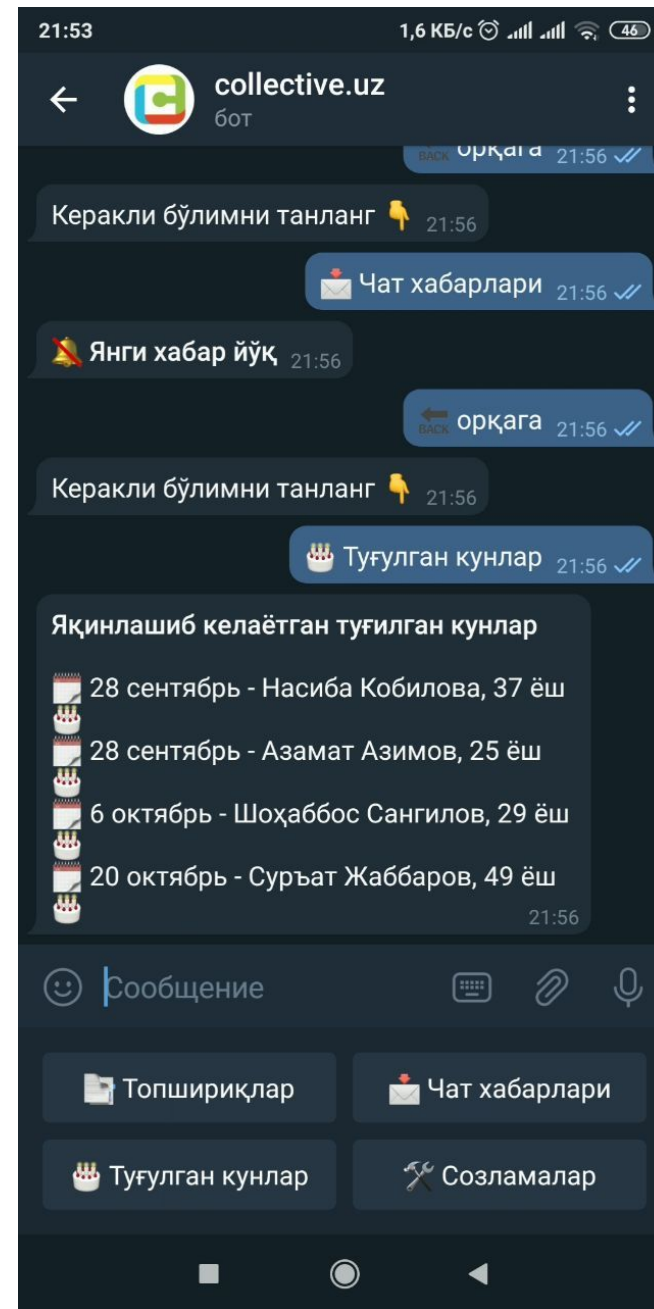 21:53 1,6 КБ/с 46
collective.uz
бот
BACK орқага 21:56
Керакли бўлимни танланг 21:56
Чат хабарлари 21:56
Янги хабар йўқ 21:56
BACK орқага 21:56
Керакли бўлимни танланг 21:56
Туғулган кунлар 21:56
Яқинлашиб келаётган туғилган кунлар
28 сентябрь - Насиба Кобилова, 37 ёш
28 сентябрь - Азамат Азимов, 25 ёш
6 октябрь - Шоҳаббос Сангилов, 29 ёш
20 октябрь - Суръат Жаббаров, 49 ёш
21:56
Сообщение
Топшириқлар Чат хабарлари
Туғулган кунлар Созламалар